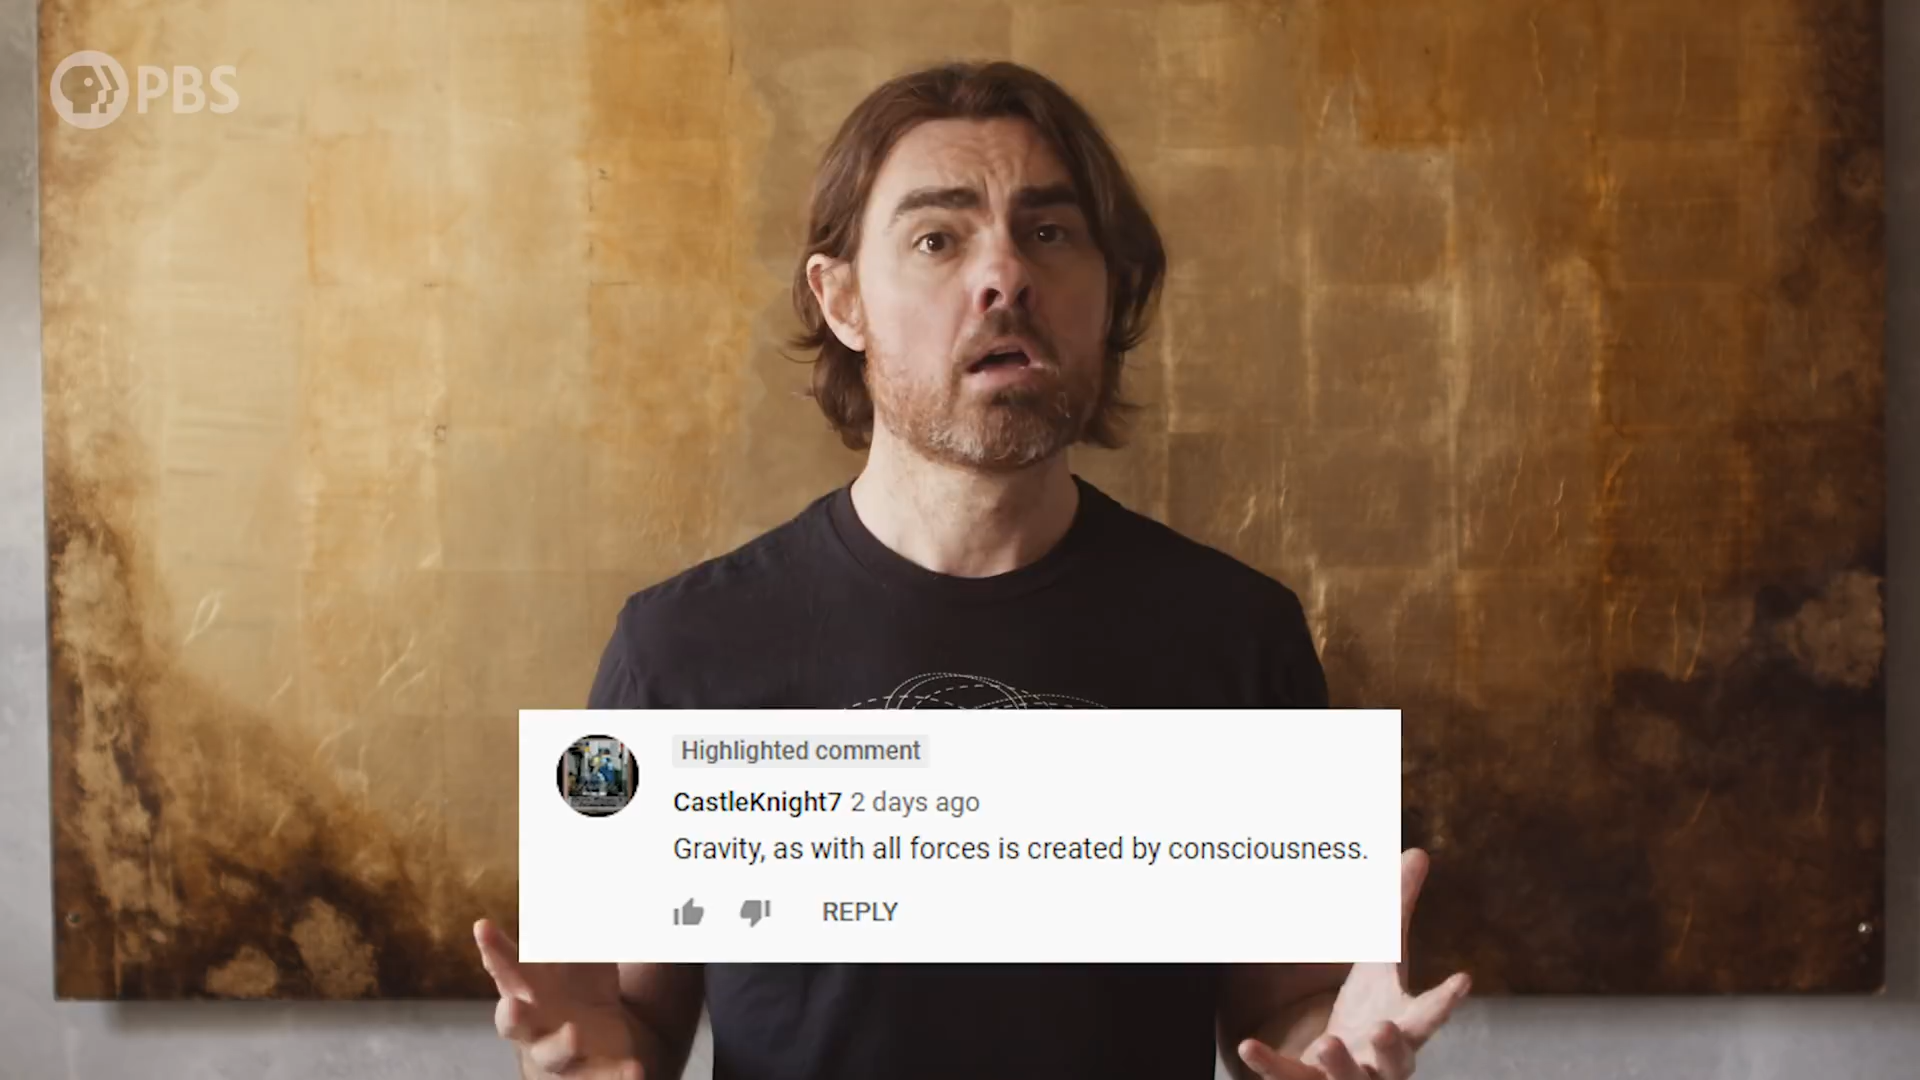 PBS
Highlighted comment
CastleKnight7 2 days ago
Gravity, as with all forces is created by consciousness.
REPLY